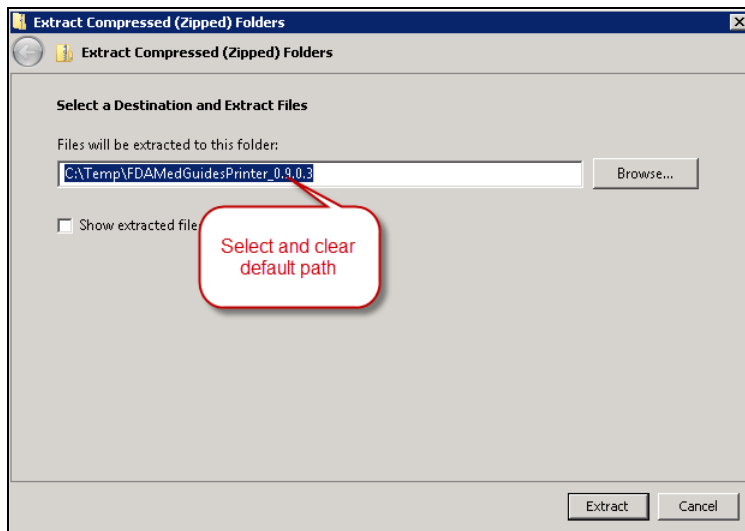 Extract Compressed (Zipped) Folders
Extract Compressed (Zipped) Folders
Select a Destination and Extract Files
Files will be extracted to this folder:
C:\Temp\FDAMedGuidesPrinter_0.9.0.3
Browse...
Show extracted file
Select and clear
default path
Extract
Cancel